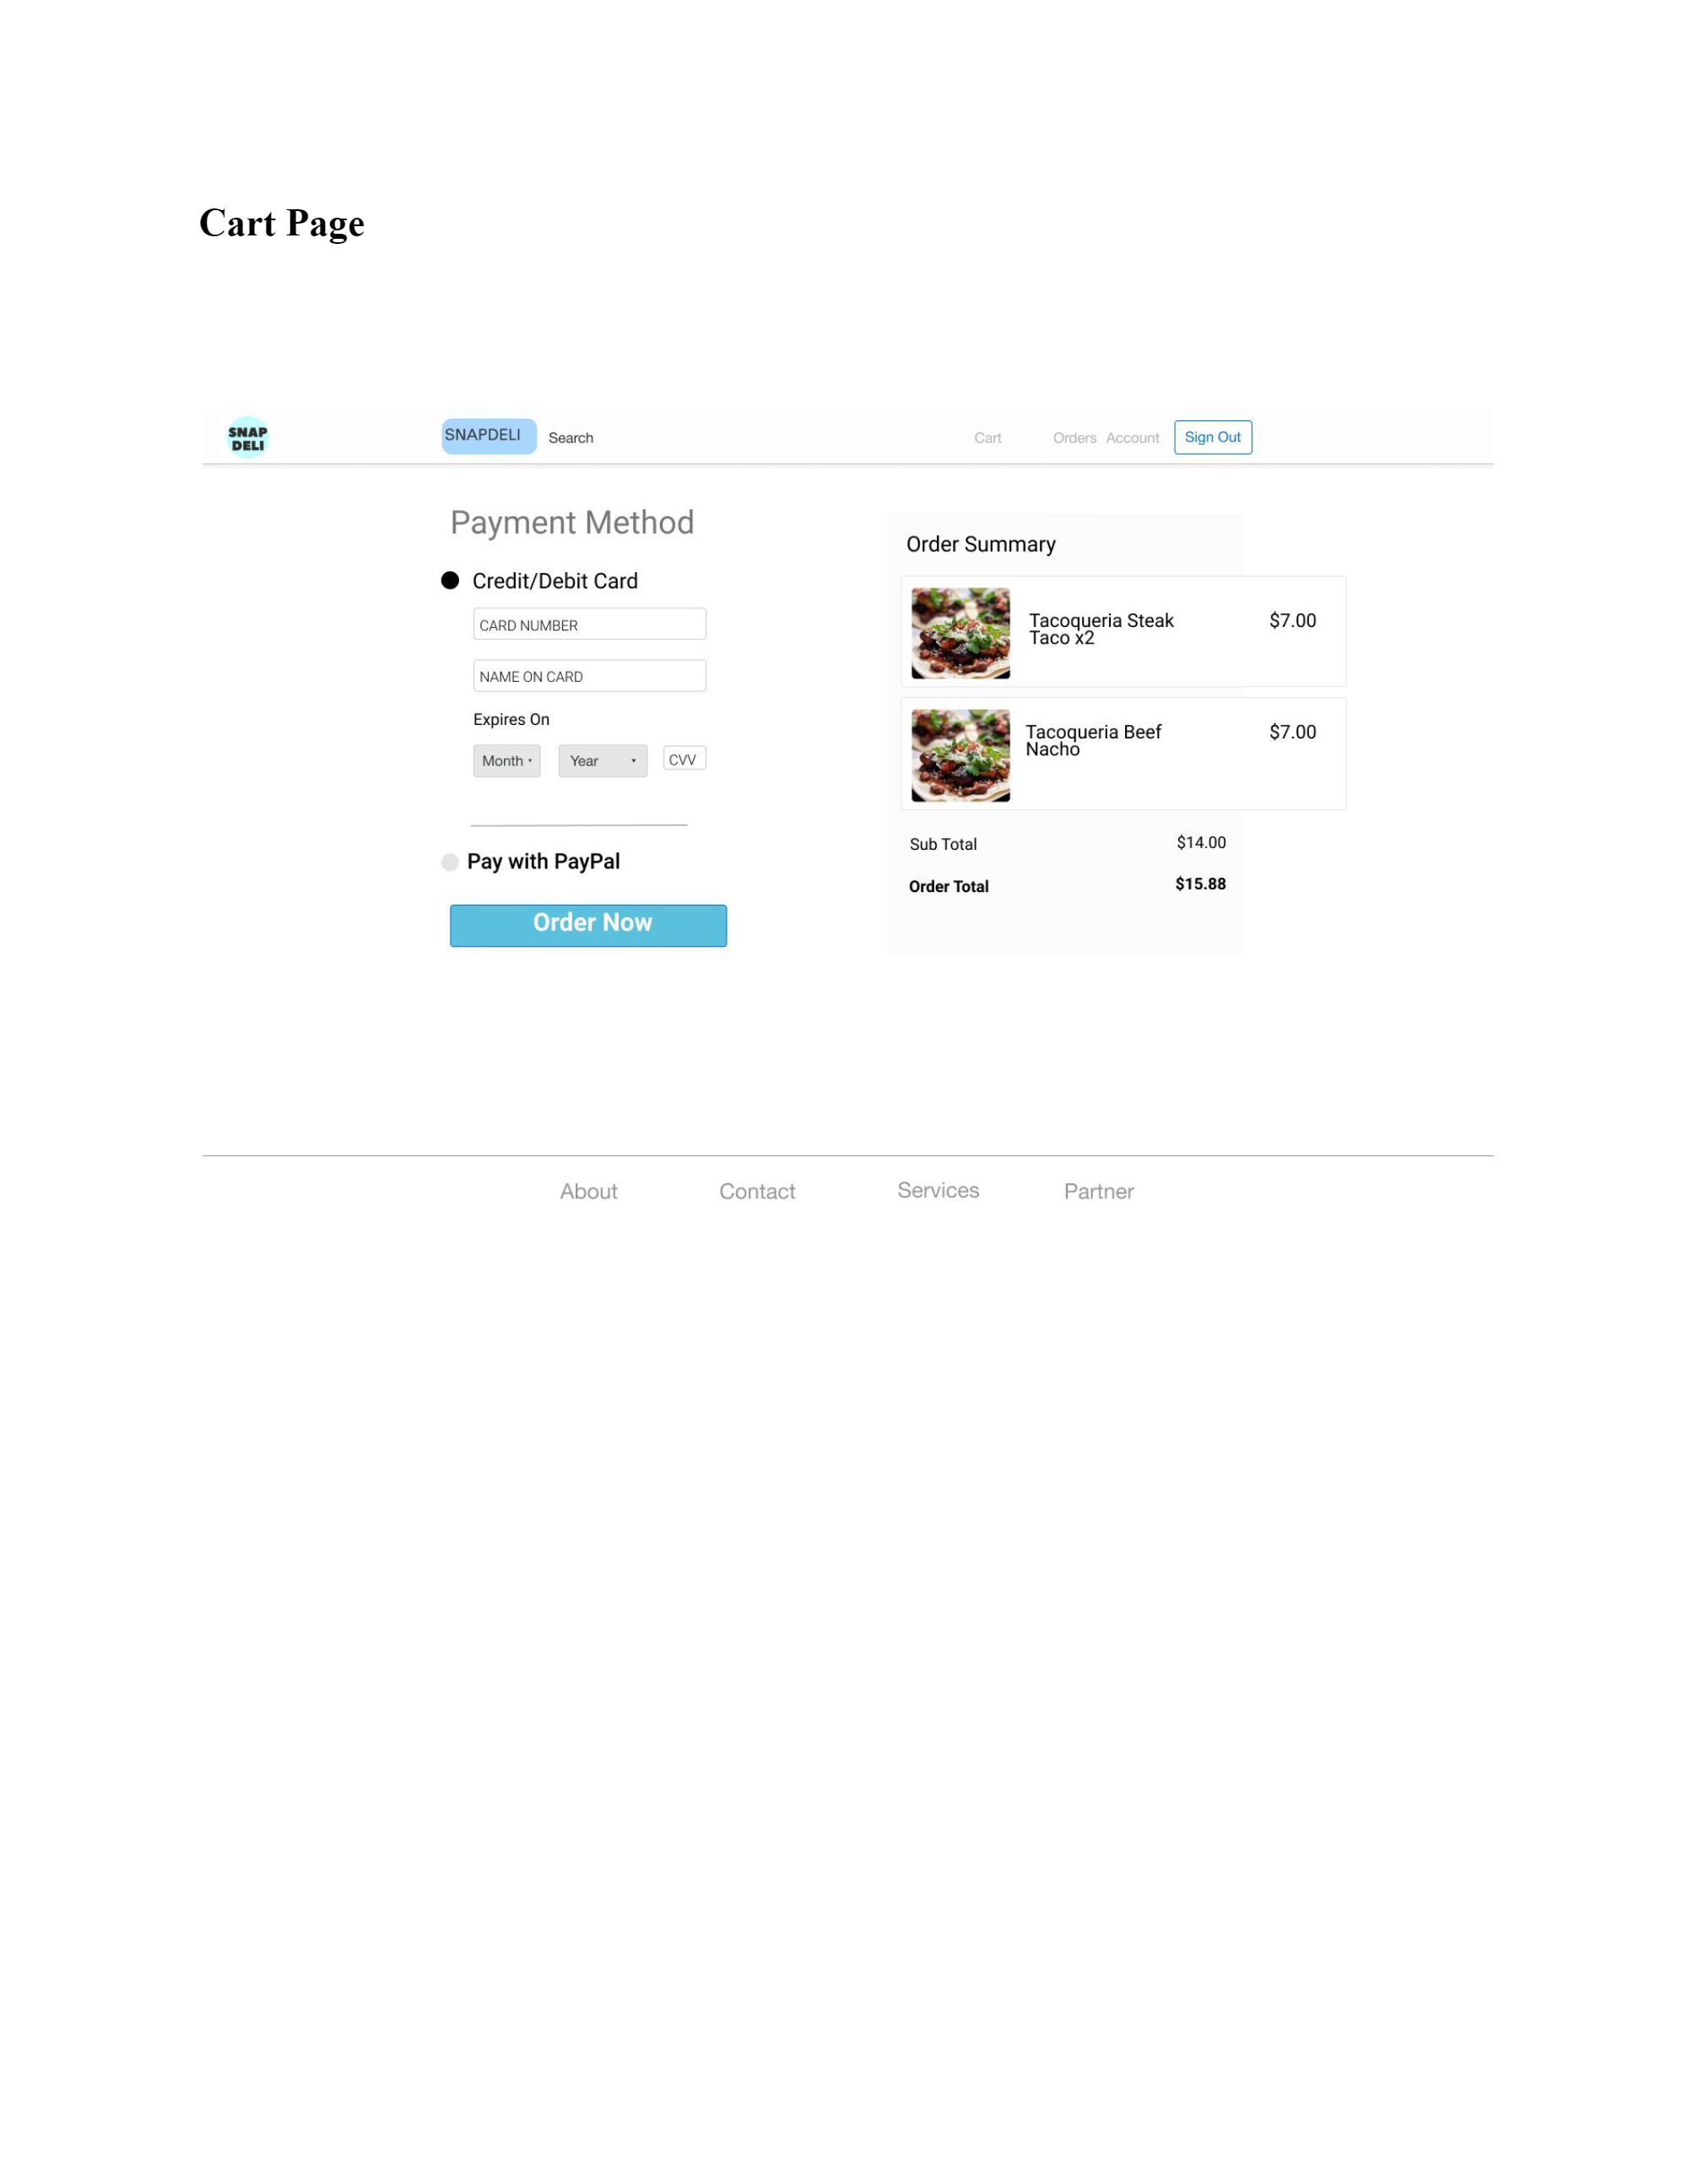 Cart Page
SNAP
DELI
SNAPDELI
Search
Cart
Orders
Account
Sign Out
Payment Method
Credit/Debit Card
CARD NUMBER
NAME ON CARD
Expires On
Month
Year
CVV
Pay with PayPal
Order Now
Order Summary
Tacoqueria Steak
Taco x2
$7.00
Tacoqueria Beef
Nacho
$7.00
Sub Total
$14.00
Order Total
$15.88
About
Contact
Services
Partner